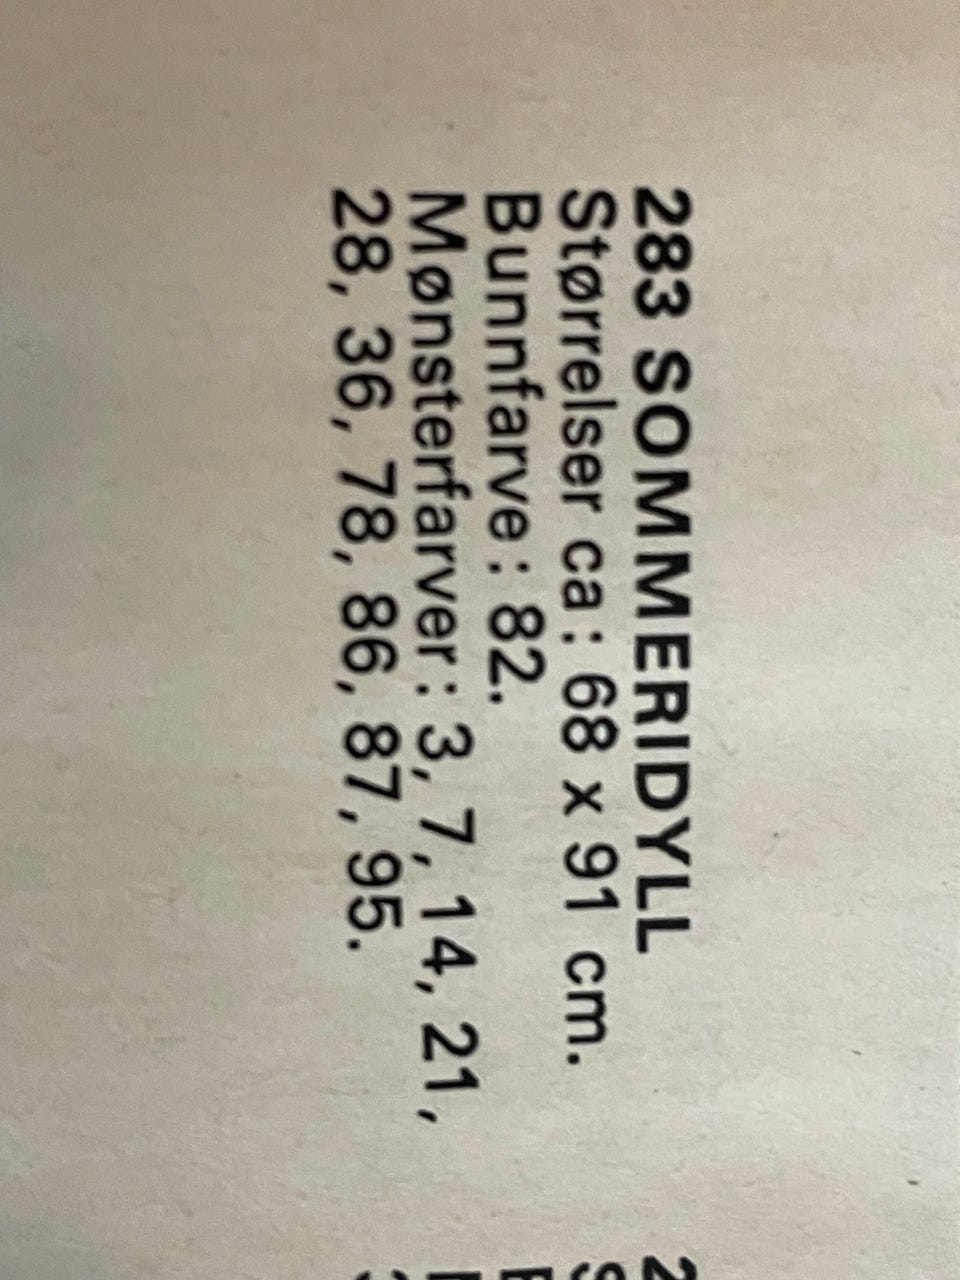 283 SOMMERIDYLL
Størrelser ca: 68 x 91 cm.
Bunnfarve: 82.
Mønsterfarver: 3, 7, 14, 21,
28, 36, 78, 86, 87, 95.